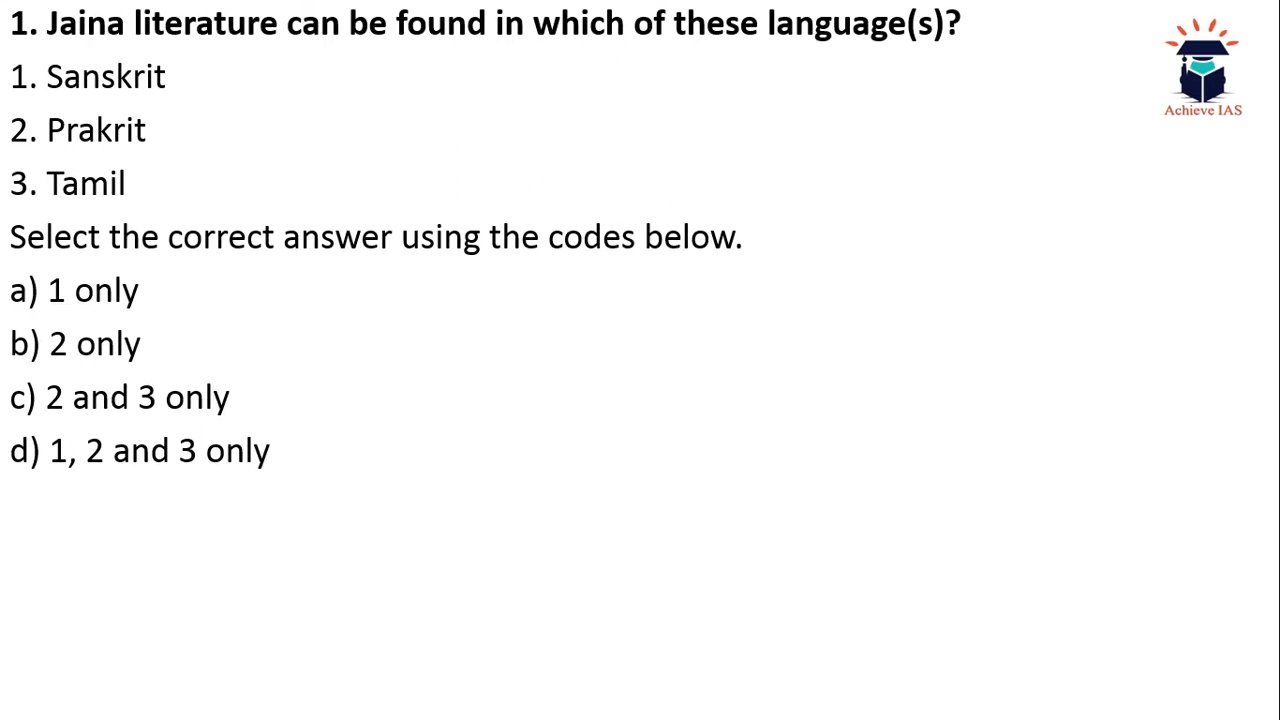 1. Jaina literature can be found in which of these language(s)?
1. Sanskrit
2. Prakrit
3. Tamil
Select the correct answer using the codes below.
a) 1 only
b) 2 only
c) 2 and 3 only
d) 1, 2 and 3 only
Achieve IAS